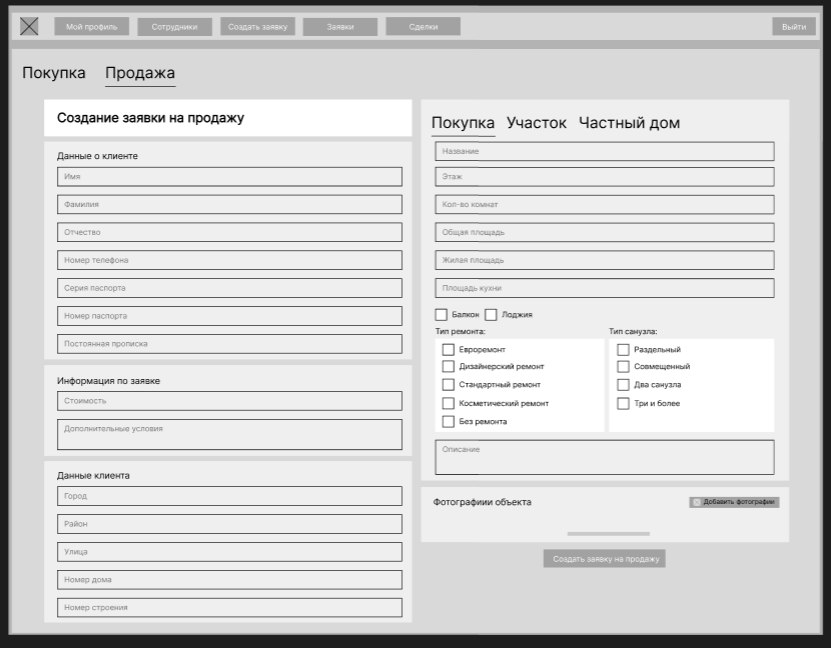 Мой профиль Сотрудники Создать заявку Заявки Сделки Выйти
Покупка Продажа
Создание заявки на продажу
Данные о клиенте
Имя
Фамилия
Отчество
Номер телефона
Серия паспорта
Номер паспорта
Постоянная прописка
Информация по заявке
Стоимость
Дополнительные условия
Данные клиента
Город
Район
Улица
Номер дома
Номер строения
Покупка Участок Частный дом
Название
Этаж
Кол-во комнат
Общая площадь
Жилая площадь
Площадь кухни
Балкон Лоджия
Тип ремонта:
Евроремонт
Дизайнерский ремонт
Стандартный ремонт
Косметический ремонт
Без ремонта
Тип санузла:
Раздельный
Совмещенный
Два санузла
Три и более
Описание
Фотографиии объекта
Добавить фотографии
Создать заявку на продажу